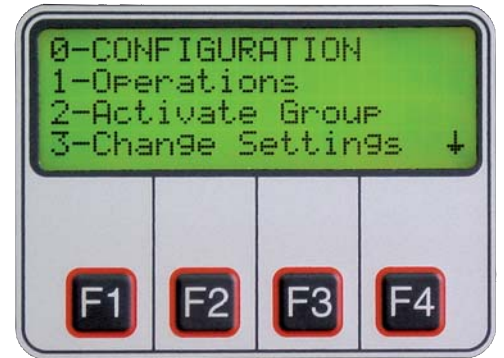 0-CONFIGURATION
1-Operations
2-Activate Group
3-Change Settings ↓
F1 F2 F3 F4